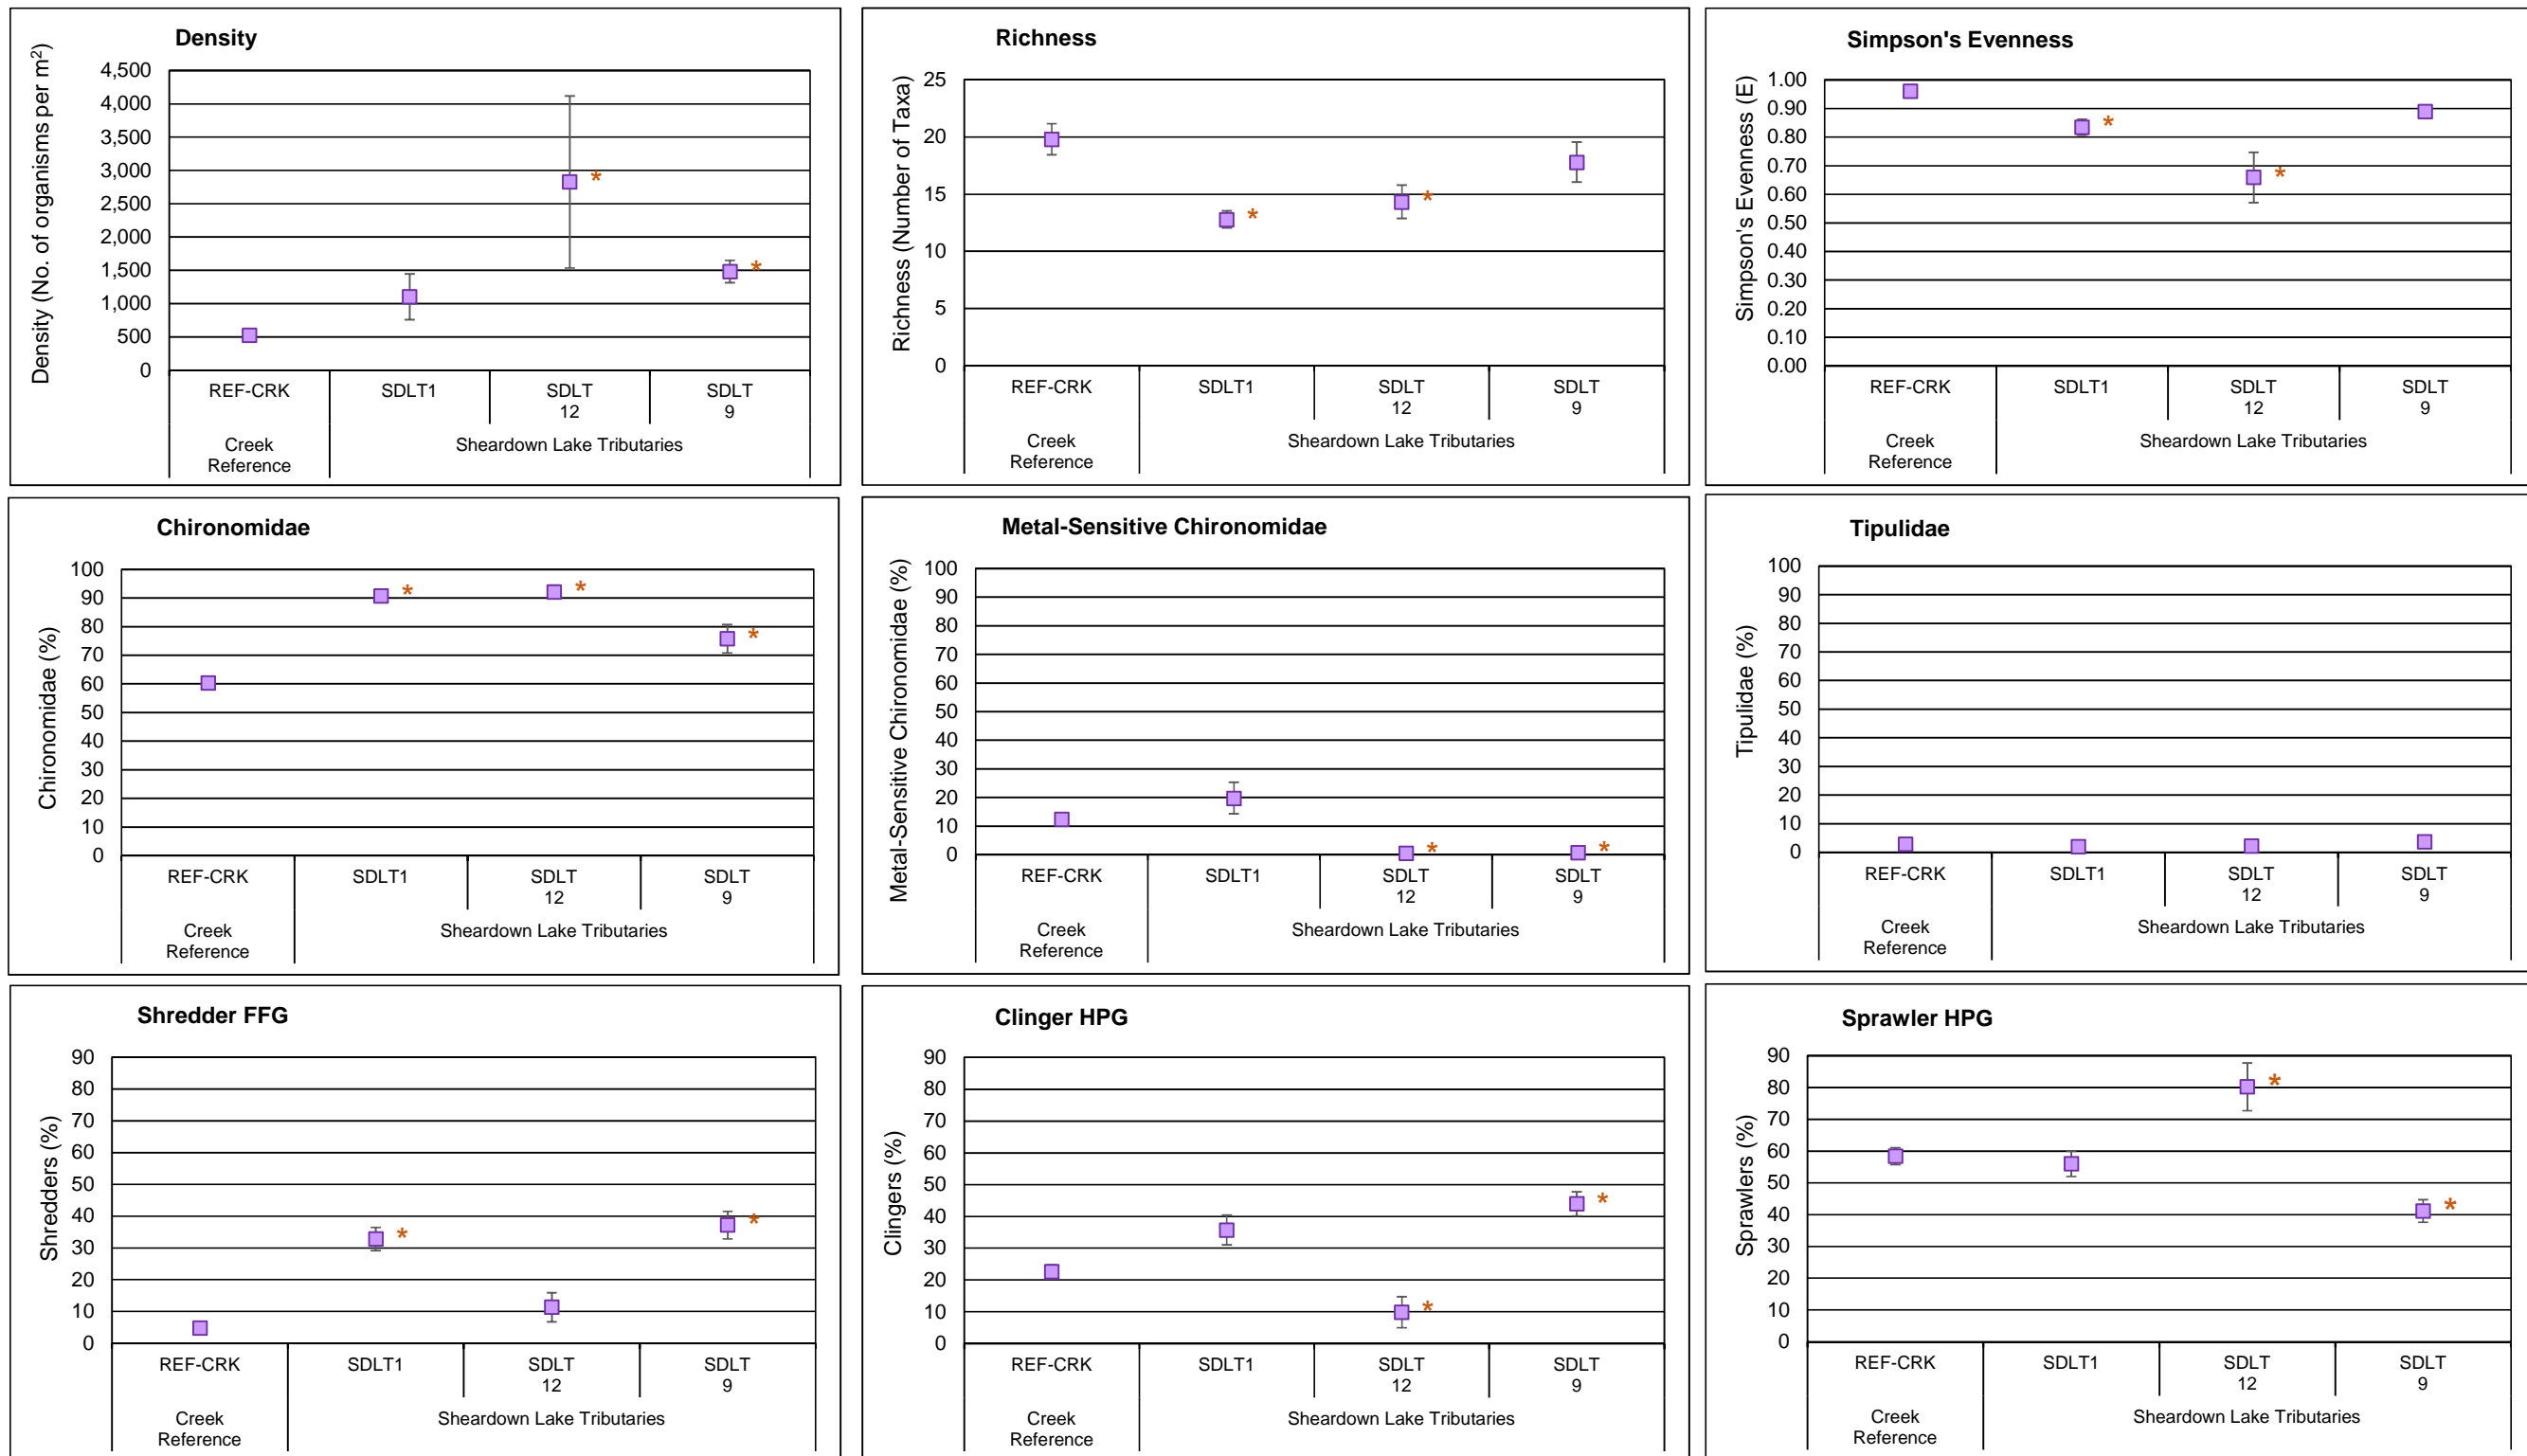 Density
Density (No. of organisms per m2)
4,500
4,000
3,500
3,000
2,500
2,000
1,500
1,000
500
0
*
*
REF-CRK SDLT1 SDLT 12 SDLT 9
Creek Reference Sheardown Lake Tributaries
Richness
Richness (Number of Taxa)
25
20
15
10
5
0
*
*
REF-CRK SDLT1 SDLT 12 SDLT 9
Creek Reference Sheardown Lake Tributaries
Simpson's Evenness
Simpson's Evenness (E)
1.00
0.90
0.80
0.70
0.60
0.50
0.40
0.30
0.20
0.10
0.00
*
*
REF-CRK SDLT1 SDLT 12 SDLT 9
Creek Reference Sheardown Lake Tributaries
Chironomidae
Chironomidae (%)
100
90
80
70
60
50
40
30
20
10
0
*
*
*
REF-CRK SDLT1 SDLT 12 SDLT 9
Creek Reference Sheardown Lake Tributaries
Metal-Sensitive Chironomidae
Metal-Sensitive Chironomidae (%)
100
90
80
70
60
50
40
30
20
10
0
*
*
REF-CRK SDLT1 SDLT 12 SDLT 9
Creek Reference Sheardown Lake Tributaries
Tipulidae
Tipulidae (%)
100
90
80
70
60
50
40
30
20
10
0
REF-CRK SDLT1 SDLT 12 SDLT 9
Creek Reference Sheardown Lake Tributaries
Shredder FFG
Shredders (%)
90
80
70
60
50
40
30
20
10
0
*
*
REF-CRK SDLT1 SDLT 12 SDLT 9
Creek Reference Sheardown Lake Tributaries
Clinger HPG
Clingers (%)
90
80
70
60
50
40
30
20
10
0
*
*
REF-CRK SDLT1 SDLT 12 SDLT 9
Creek Reference Sheardown Lake Tributaries
Sprawler HPG
Sprawlers (%)
90
80
70
60
50
40
30
20
10
0
*
*
REF-CRK SDLT1 SDLT 12 SDLT 9
Creek Reference Sheardown Lake Tributaries